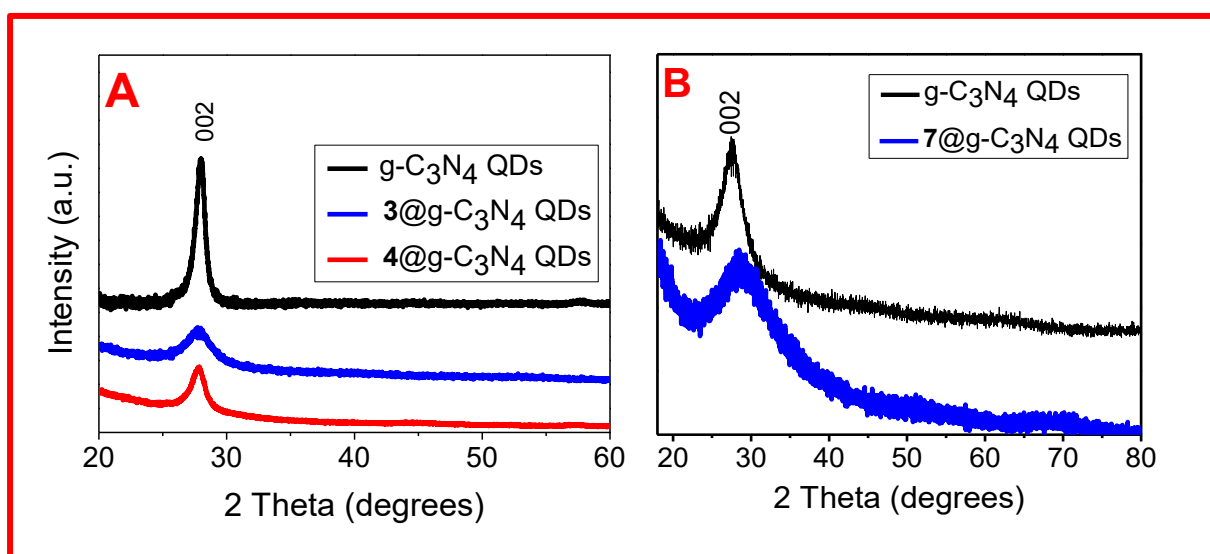 A
002
g-C₃N₄ QDs
3@g-C₃N₄ QDs
4@g-C₃N₄ QDs
Intensity (a.u.)
20 30 40 50 60
2 Theta (degrees)
B
002
g-C₃N₄ QDs
7@g-C₃N₄ QDs
20 30 40 50 60 70 80
2 Theta (degrees)